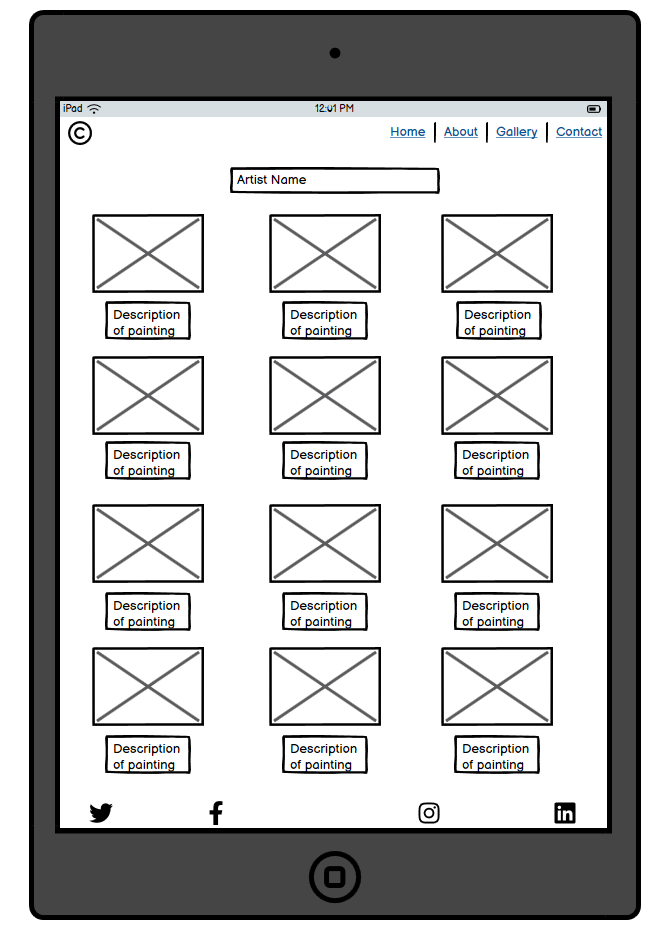 iPad 12:01 PM
© Home About Gallery Contact
Artist Name
Description Description Description
of painting of painting of painting
Description Description Description
of painting of painting of painting
Description Description Description
of painting of painting of painting
Description Description Description
of painting of painting of painting
in